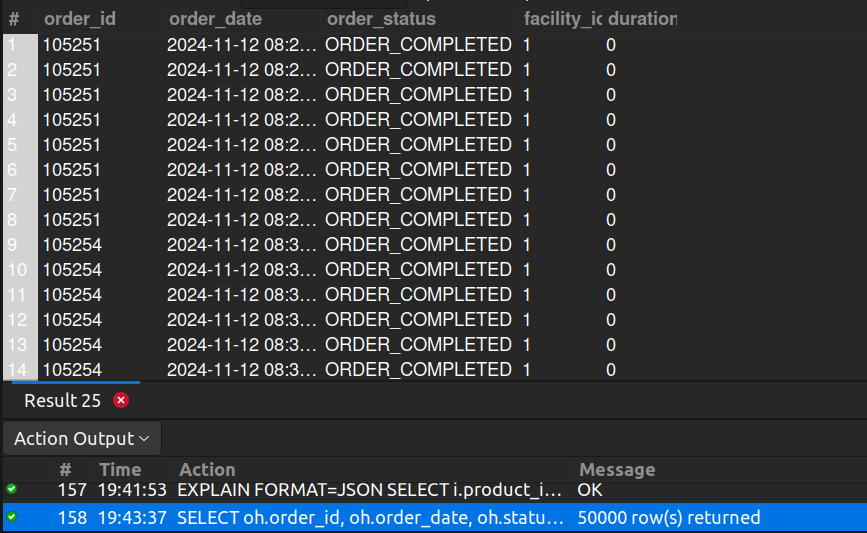 # order_id order_date order_status facility_id duration
1 105251 2024-11-12 08:2... ORDER_COMPLETED 1 0
2 105251 2024-11-12 08:2... ORDER_COMPLETED 1 0
3 105251 2024-11-12 08:2... ORDER_COMPLETED 1 0
4 105251 2024-11-12 08:2... ORDER_COMPLETED 1 0
5 105251 2024-11-12 08:2... ORDER_COMPLETED 1 0
6 105251 2024-11-12 08:2... ORDER_COMPLETED 1 0
7 105251 2024-11-12 08:2... ORDER_COMPLETED 1 0
8 105251 2024-11-12 08:2... ORDER_COMPLETED 1 0
9 105254 2024-11-12 08:3... ORDER_COMPLETED 1 0
10 105254 2024-11-12 08:3... ORDER_COMPLETED 1 0
11 105254 2024-11-12 08:3... ORDER_COMPLETED 1 0
12 105254 2024-11-12 08:3... ORDER_COMPLETED 1 0
13 105254 2024-11-12 08:3... ORDER_COMPLETED 1 0
14 105254 2024-11-12 08:3... ORDER_COMPLETED 1 0
Result 25
Action Output
# Time Action Message
157 19:41:53 EXPLAIN FORMAT=JSON SELECT i.product_i... OK
158 19:43:37 SELECT oh.order_id, oh.order_date, oh.statu... 50000 row(s) returned